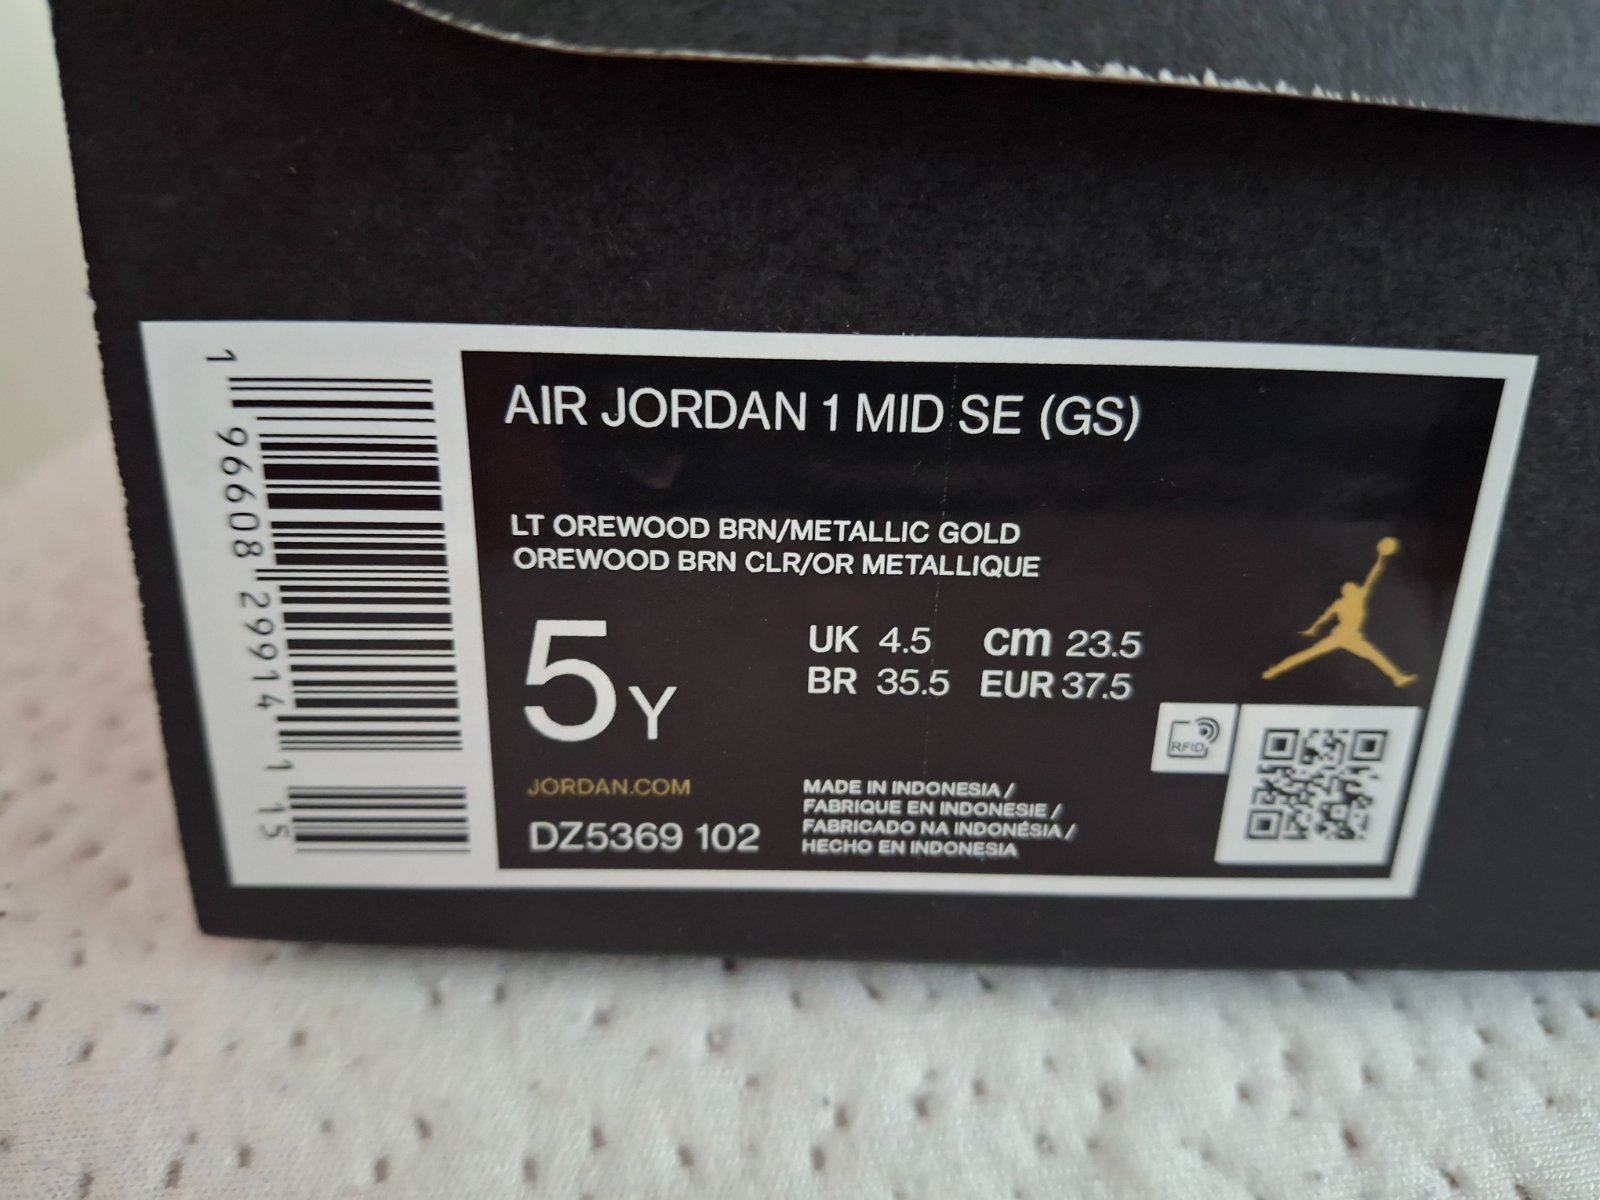 AIR JORDAN 1 MID SE (GS)
LT OREWOOD BRN/METALLIC GOLD
OREWOOD BRN CLR/OR METALLIQUE
5Y
UK 4.5 cm 23.5
BR 35.5 EUR 37.5
JORDAN.COM
DZ5369 102
MADE IN INDONESIA /
FABRIQUE EN INDONESIE /
FABRICADO NA INDONÉSIA /
HECHO EN INDONESIA
RFID
1 96608 29914 1 15